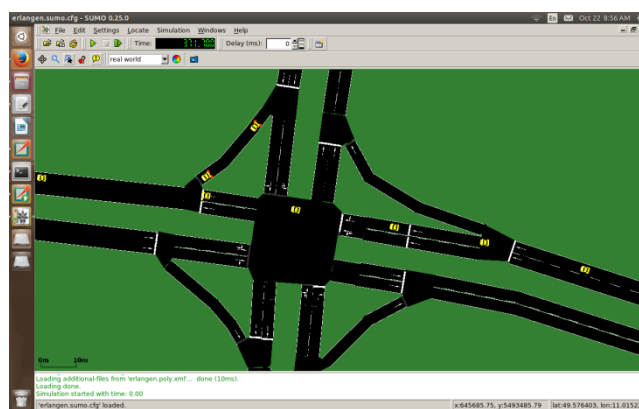 erlangen.sumo.cfg - SUMO 0.25.0
En Oct 22 8:56 AM
File Edit Settings Locate Simulation Windows Help
Time: Delay (ms): 0
real world
0m 10m
Loading additional-files from 'erlangen.poly.xml'... done (10ms).
Loading done.
Simulation started with time: 0.00
'erlangen.sumo.cfg' loaded.
x:645685.75, y:5493485.79
lat:49.576403, lon:11.0152